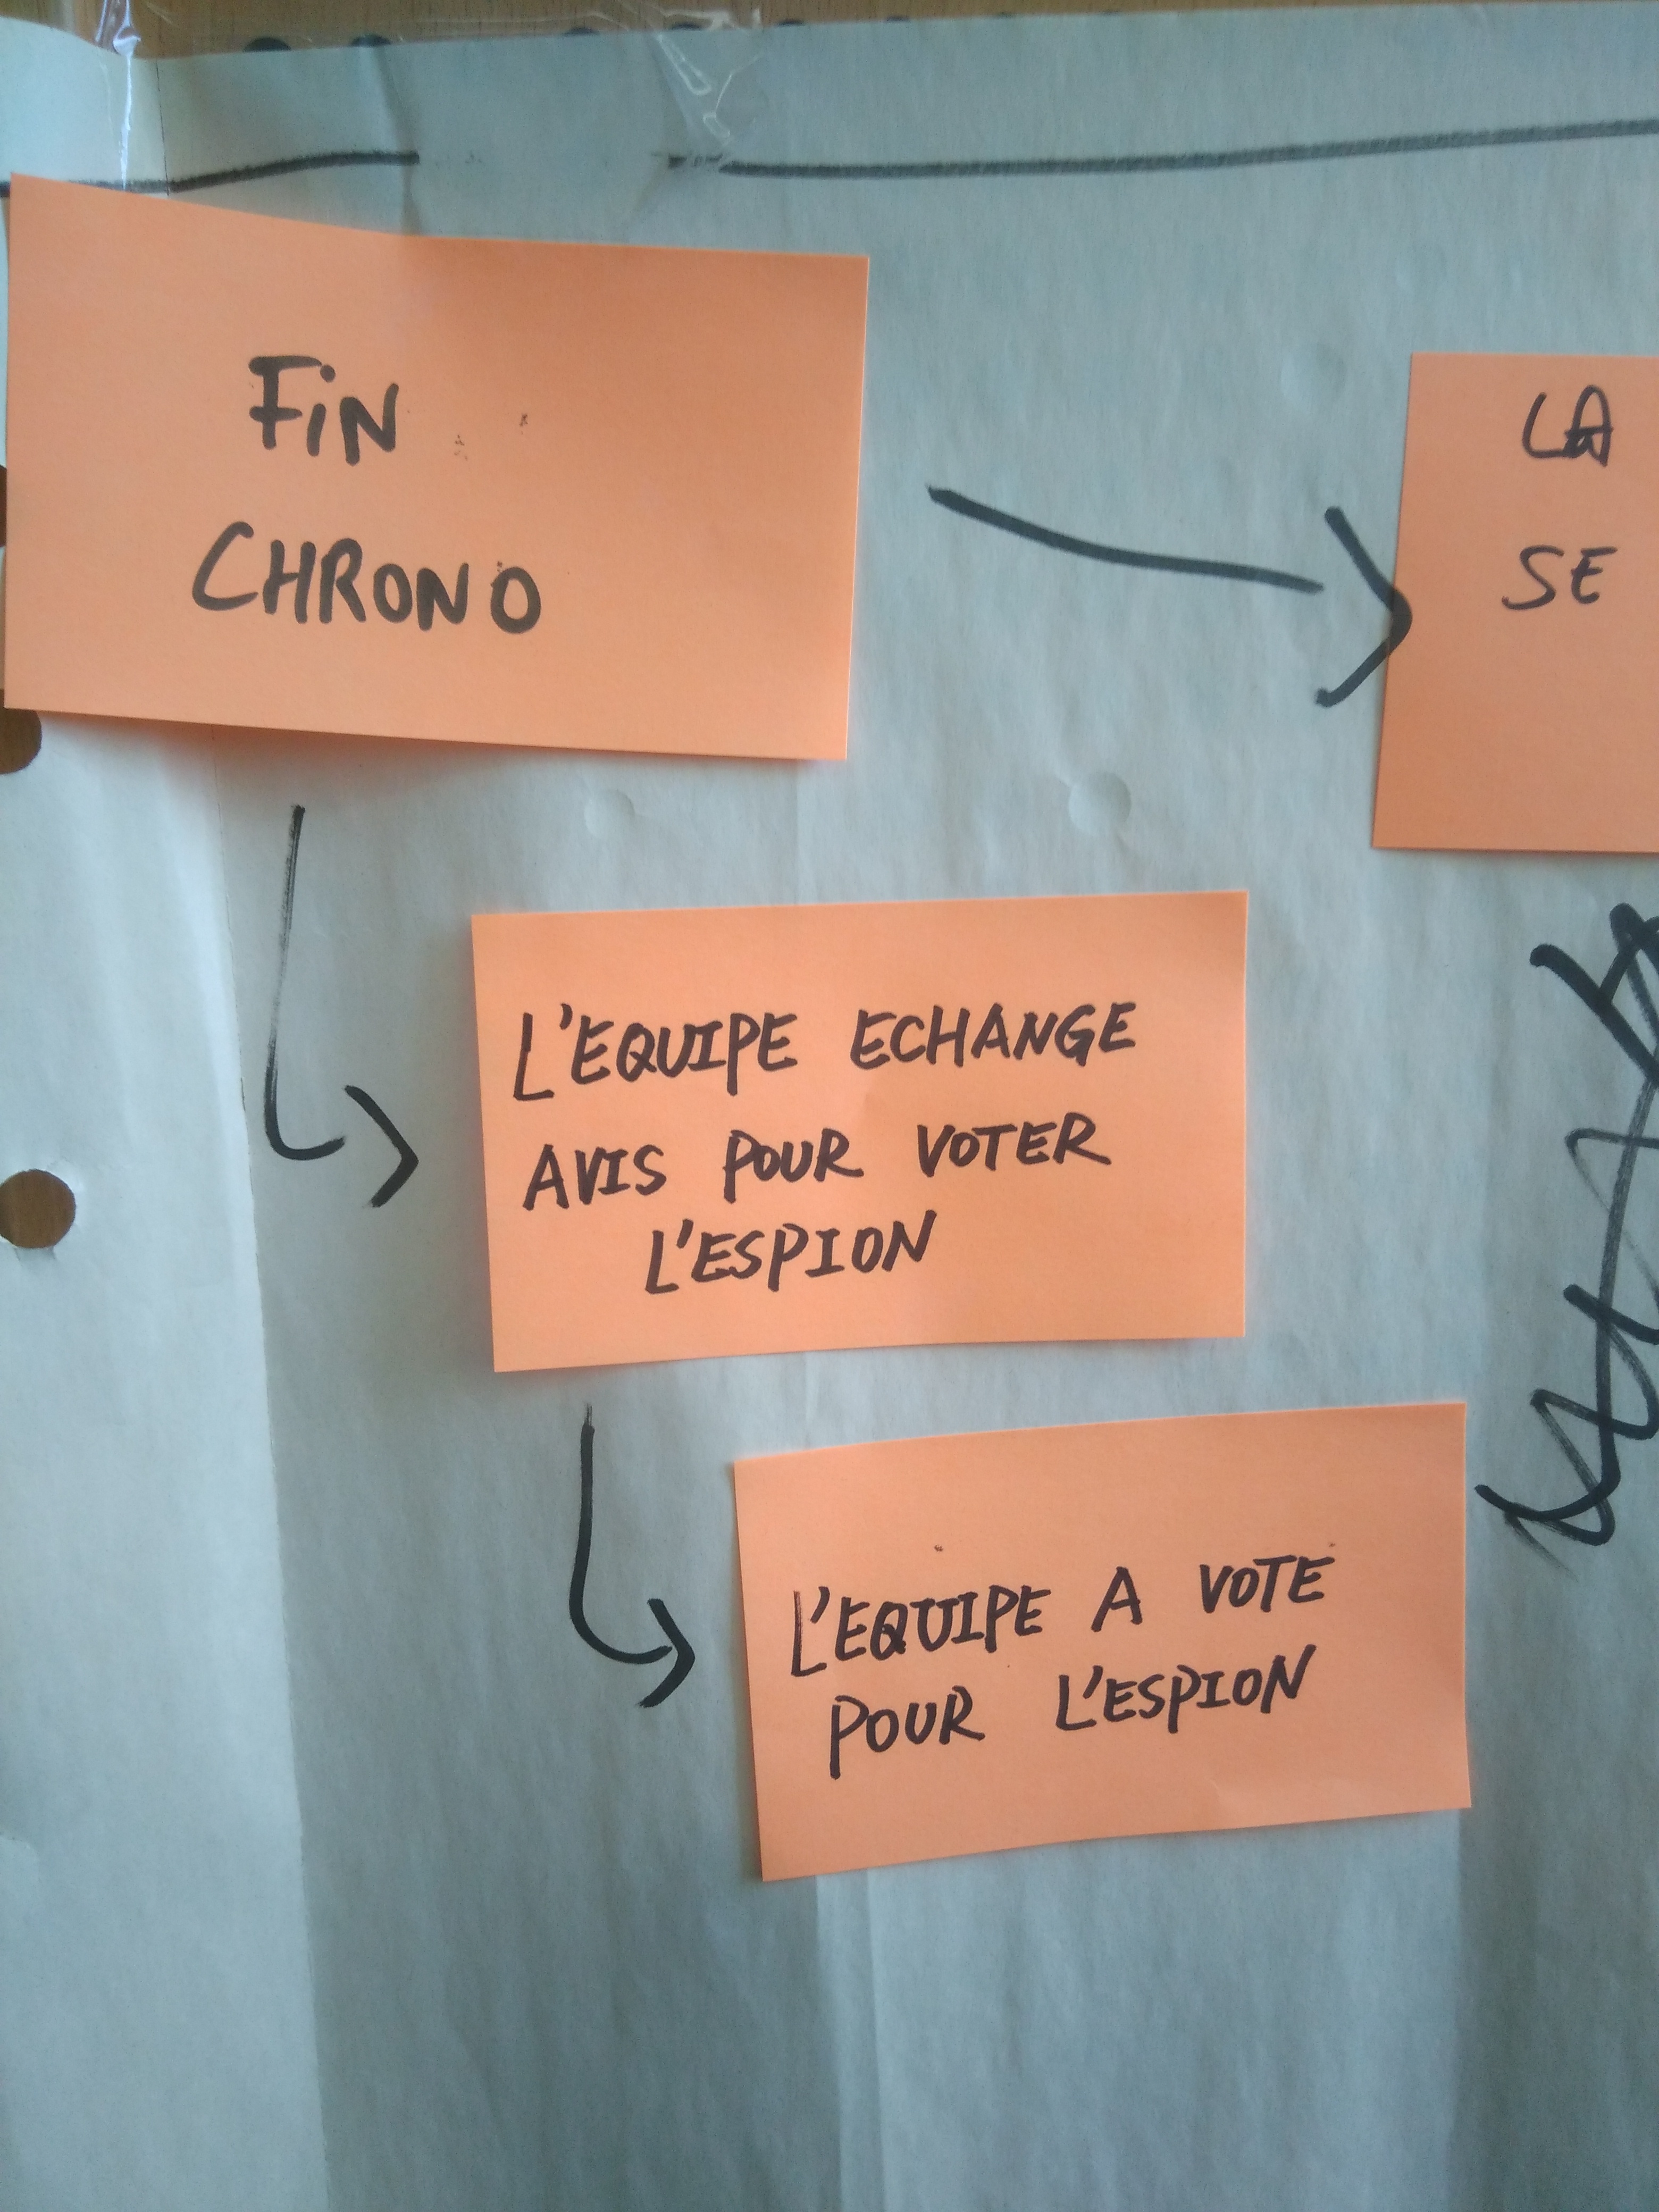 FiN
CHRONO
LA
SE
L'EQUIPE ECHANGE
AVIS POUR VOTER
L'ESPION
L'EQUIPE A VOTE
POUR L'ESPION